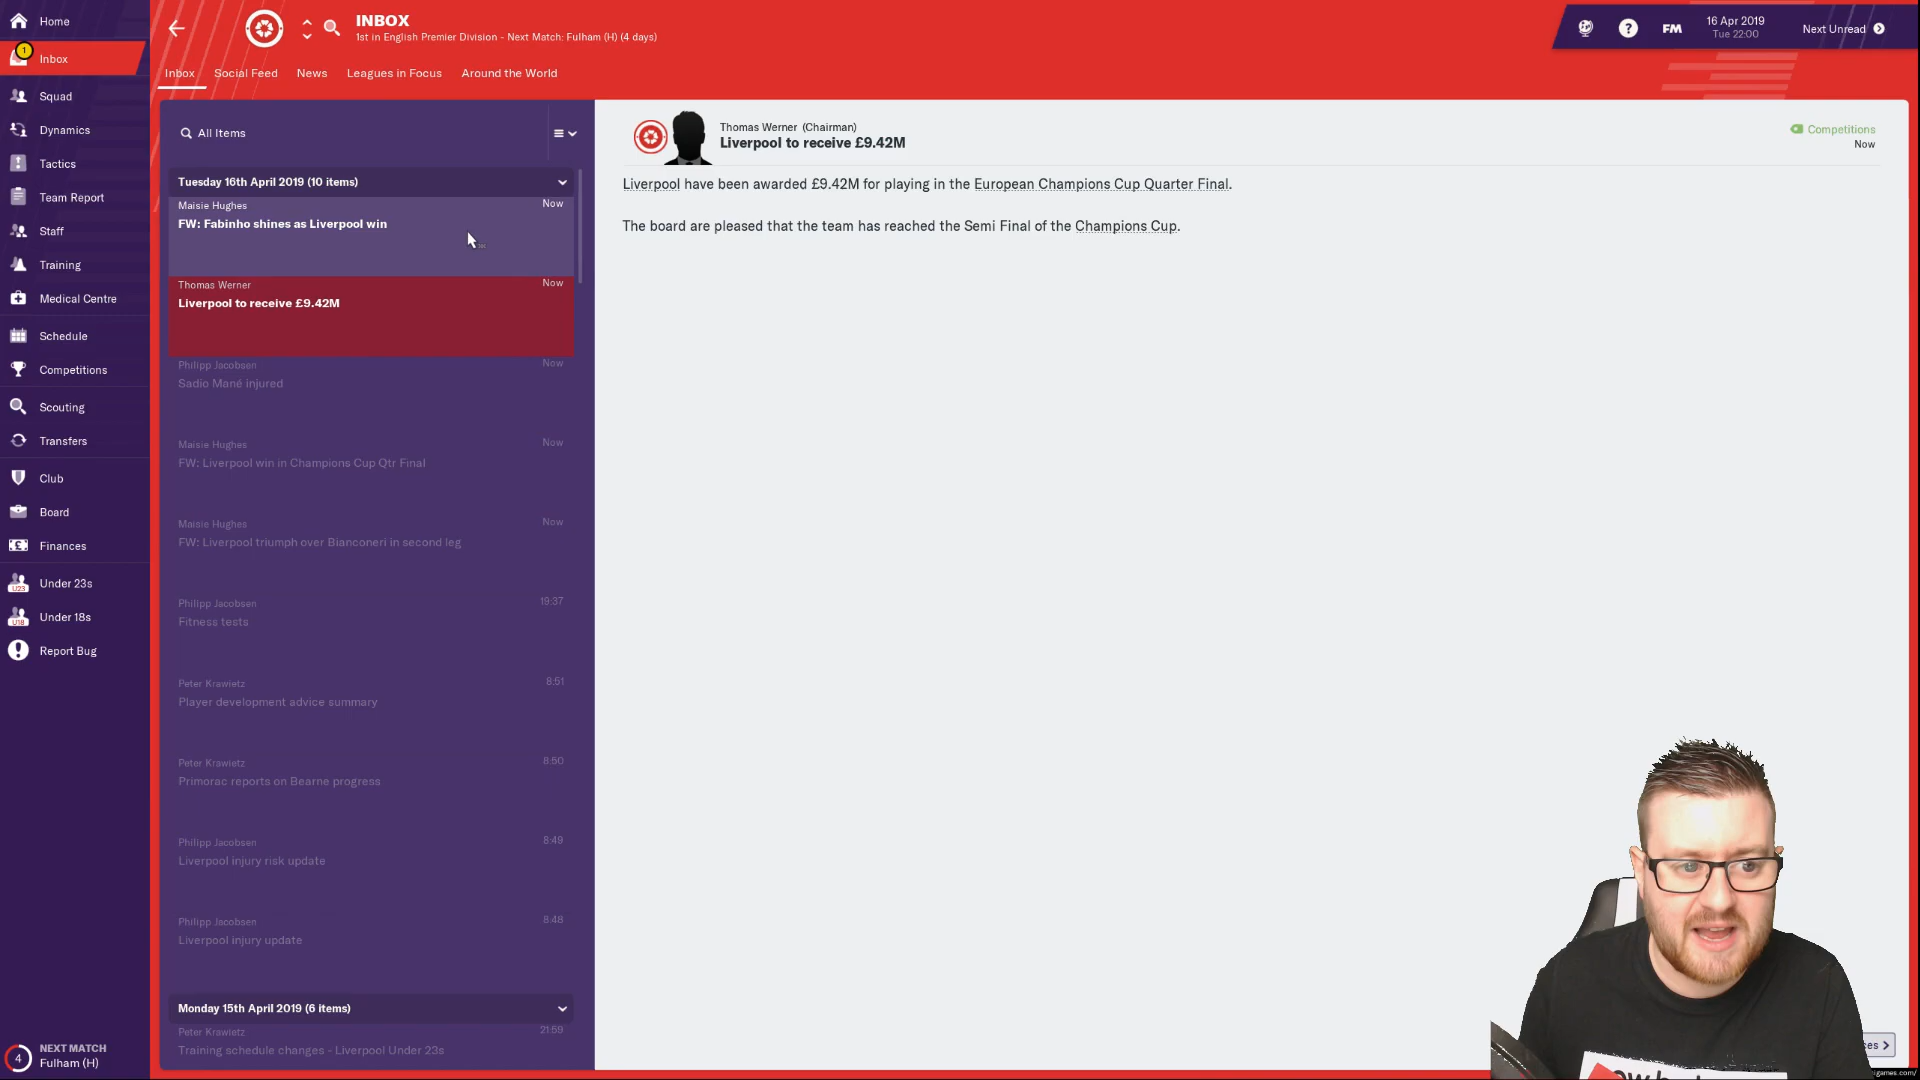 Home
1
Inbox
Squad
Dynamics
Tactics
Team Report
Staff
Training
Medical Centre
Schedule
Competitions
Scouting
Transfers
Club
Board
Finances
U23
Under 23s
U18
Under 18s
Report Bug
4
NEXT MATCH
Fulham (H)
INBOX
1st in English Premier Division - Next Match: Fulham (H) (4 days)
FM
16 Apr 2019
Tue 22:00
Next Unread
Inbox
Social Feed
News
Leagues in Focus
Around the World
All Items
Tuesday 16th April 2019 (10 items)
Maisie Hughes
Now
FW: Fabinho shines as Liverpool win
Thomas Werner
Now
Liverpool to receive £9.42M
Philipp Jacobsen
Now
Sadio Mané injured
Maisie Hughes
Now
FW: Liverpool win in Champions Cup Qtr Final
Maisie Hughes
Now
FW: Liverpool triumph over Bianconeri in second leg
Philipp Jacobsen
19:37
Fitness tests
Peter Krawietz
8:51
Player development advice summary
Peter Krawietz
8:50
Primorac reports on Bearne progress
Philipp Jacobsen
8:49
Liverpool injury risk update
Philipp Jacobsen
8:48
Liverpool injury update
Monday 15th April 2019 (6 items)
Peter Krawietz
21:59
Training schedule changes - Liverpool Under 23s
Thomas Werner (Chairman)
Liverpool to receive £9.42M
Competitions
Now
Liverpool have been awarded £9.42M for playing in the European Champions Cup Quarter Final.
The board are pleased that the team has reached the Semi Final of the Champions Cup.